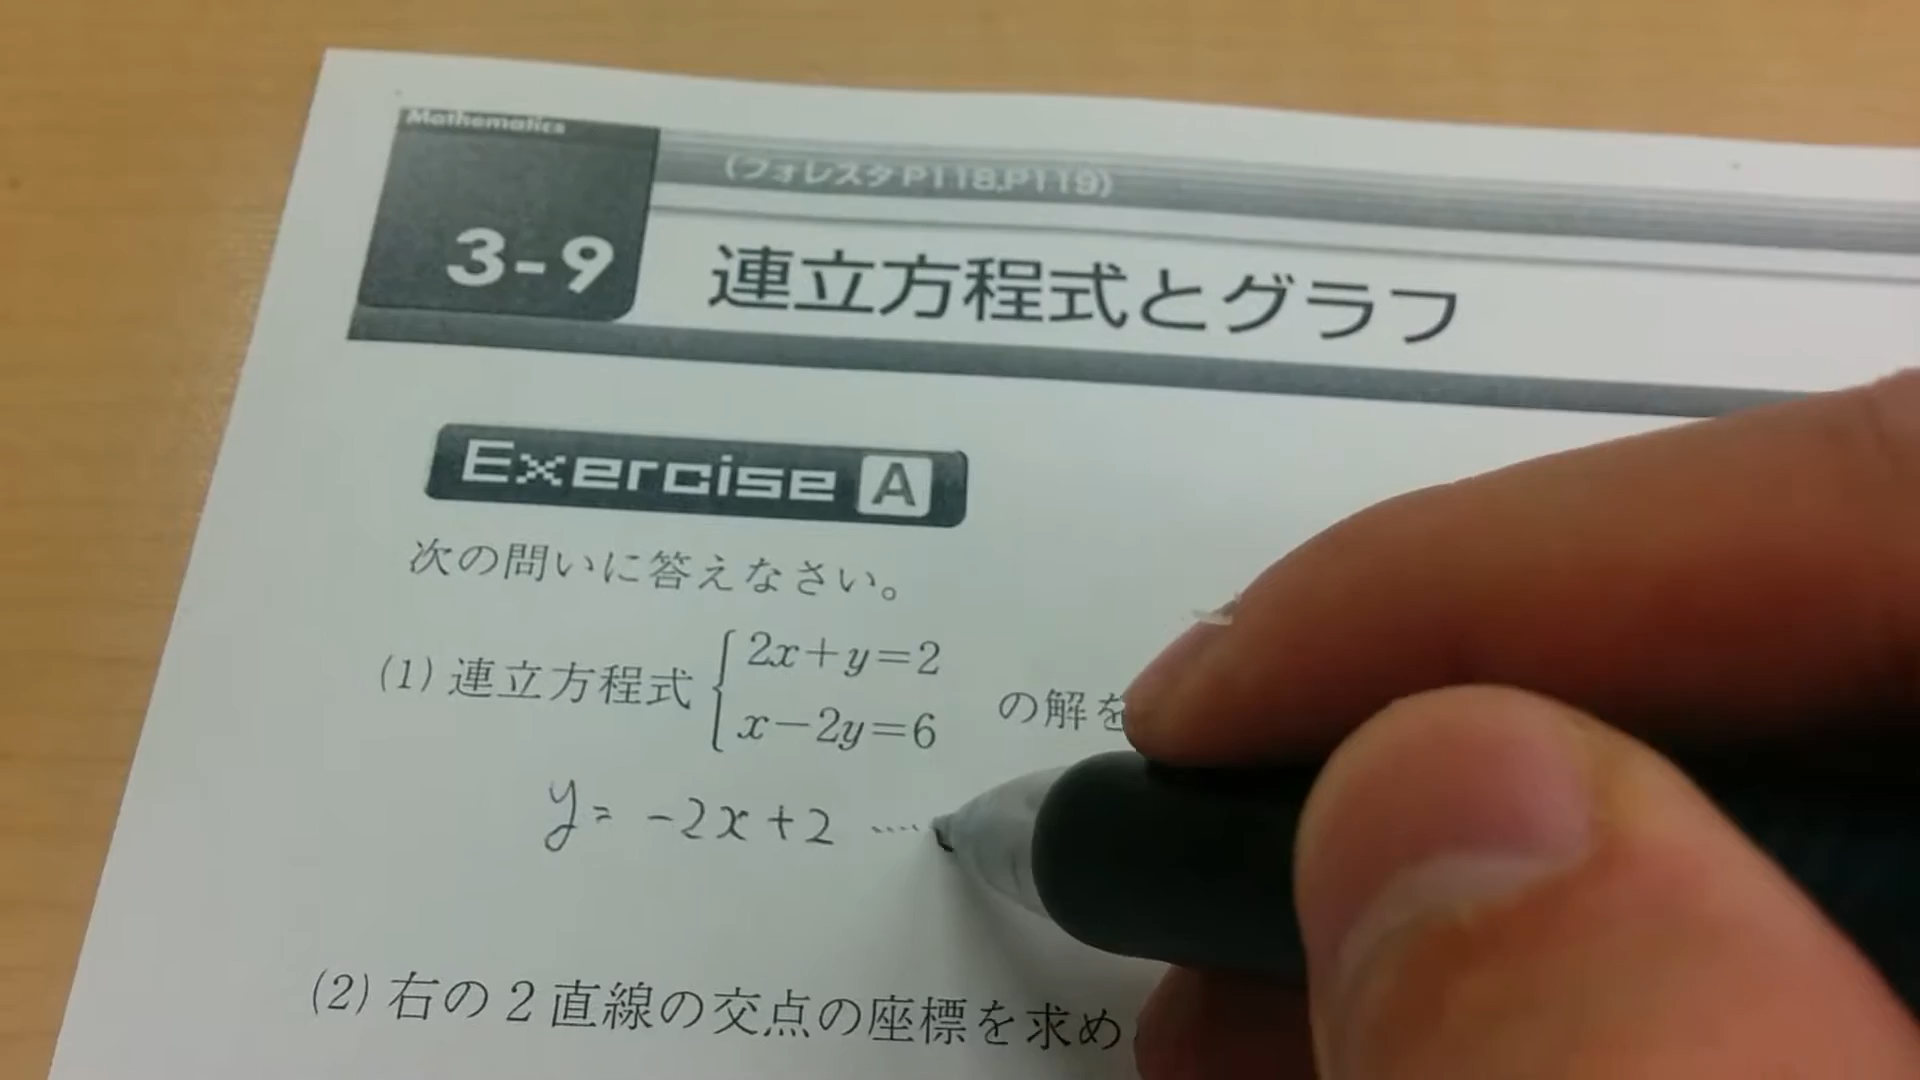 Mathematics
(フォレスタP118,P119)
3-9
連立方程式とグラフ
Exercise A
次の問いに答えなさい。
(1) 連立方程式 { 2x+y=2
x-2y=6 の解を
y= -2x+2 ……
(2) 右の2直線の交点の座標を求め